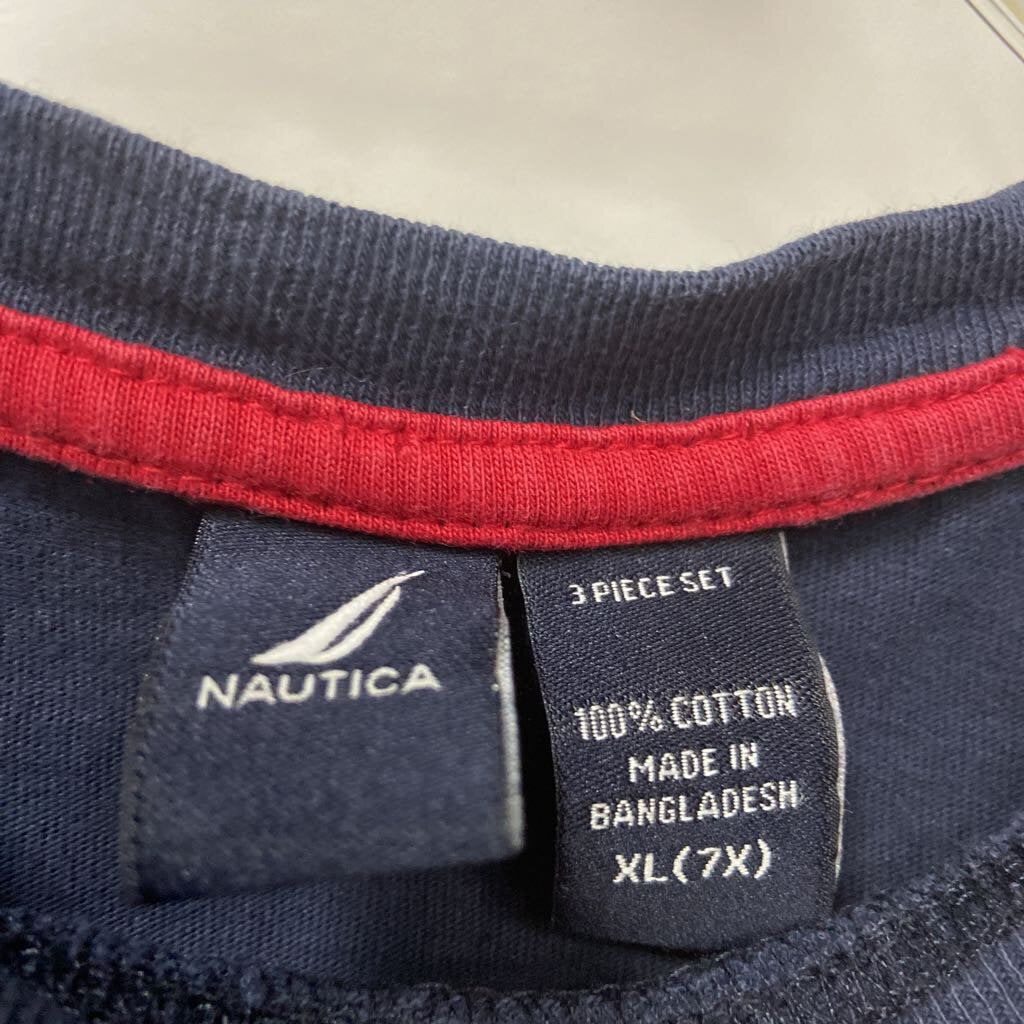 NAUTICA
3 PIECE SET
100% COTTON
MADE IN
BANGLADESH
XL(7X)